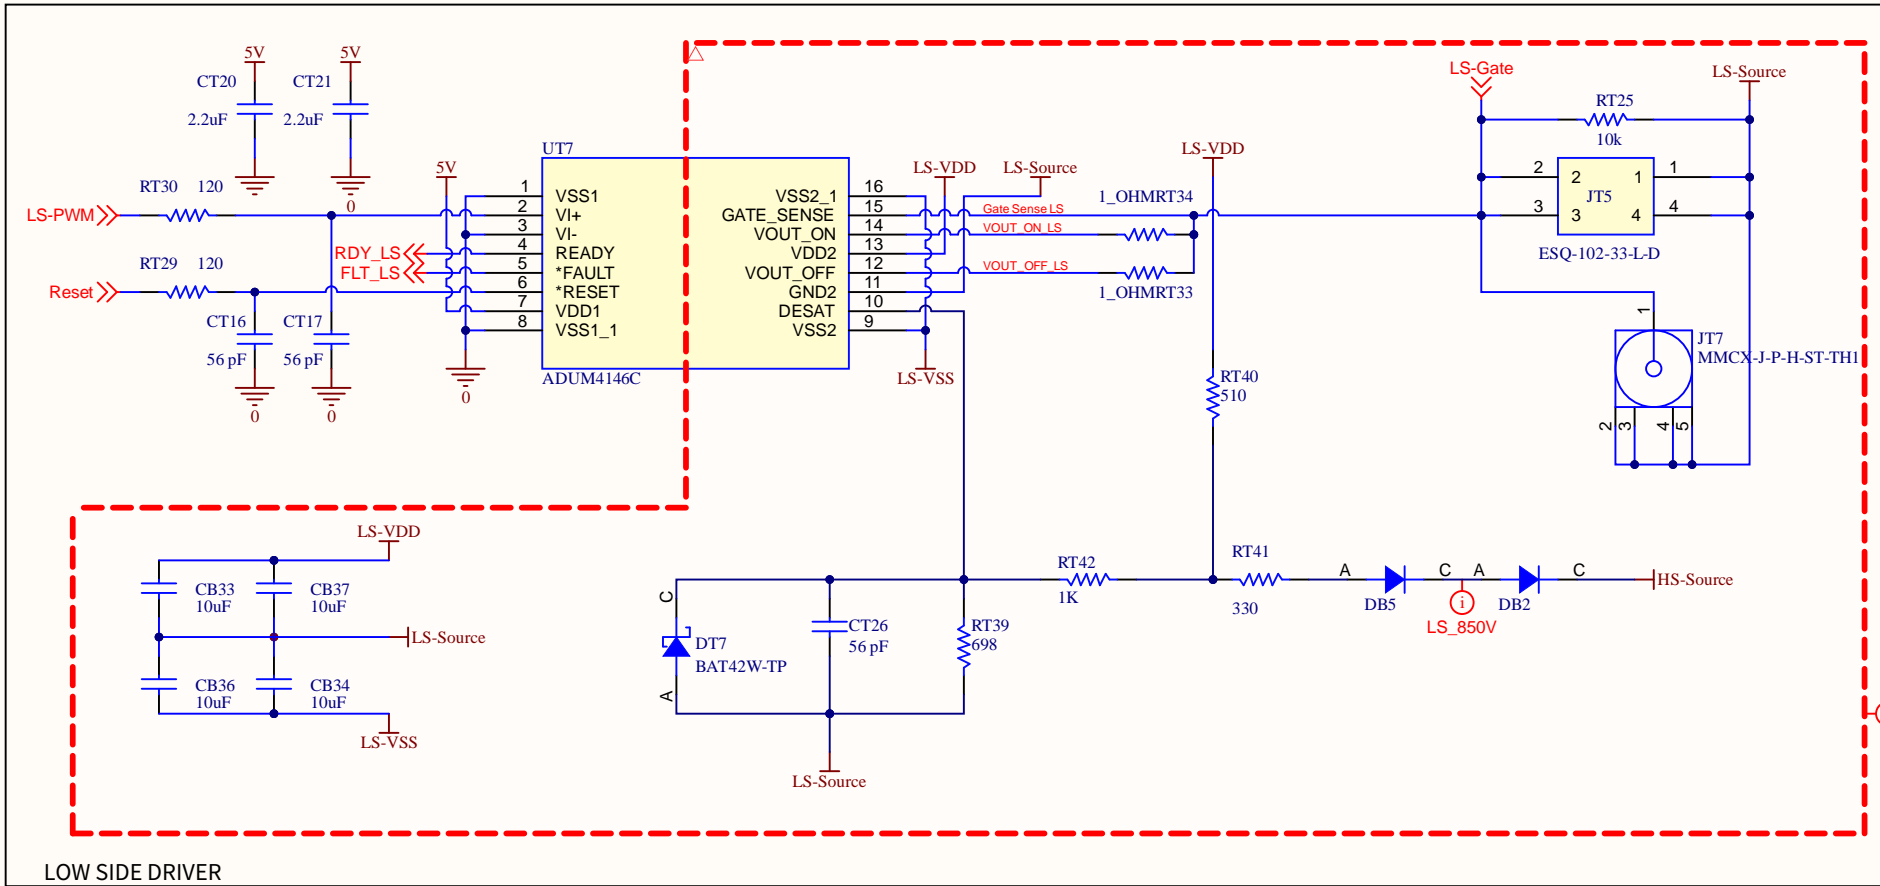 5V
5V
CT20
CT21
2.2uF
2.2uF
0
LS-PWM
RT30 120
Reset
RT29 120
CT16
CT17
56 pF
56 pF
0
0
RDY_LS
FLT_LS
5V
0
UT7
1 VSS1
2 VI+
3 VI-
4 READY
5 *FAULT
6 *RESET
7 VDD1
8 VSS1_1
VSS2_1 16
GATE_SENSE 15
VOUT_ON 14
VDD2 13
VOUT_OFF 12
GND2 11
DESAT 10
VSS2 9
ADUM4146C
LS-VDD
LS-Source
Gate Sense LS
VOUT_ON_LS
VOUT_OFF_LS
LS-VSS
1_OHMRT34
1_OHMRT33
LS-VDD
RT40
510
LS-Gate
LS-Source
RT25
10k
2 2 1 1
JT5
3 3 4 4
ESQ-102-33-L-D
1
JT7
MMCX-J-P-H-ST-TH1
2 3 4 5
LS-VDD
CB33
10uF
CB37
10uF
LS-Source
CB36
10uF
CB34
10uF
LS-VSS
C
DT7
BAT42W-TP
A
CT26
56 pF
RT39
698
LS-Source
RT42
1K
RT41
330
A C
DB5
i
LS_850V
A C
DB2
HS-Source
LOW SIDE DRIVER